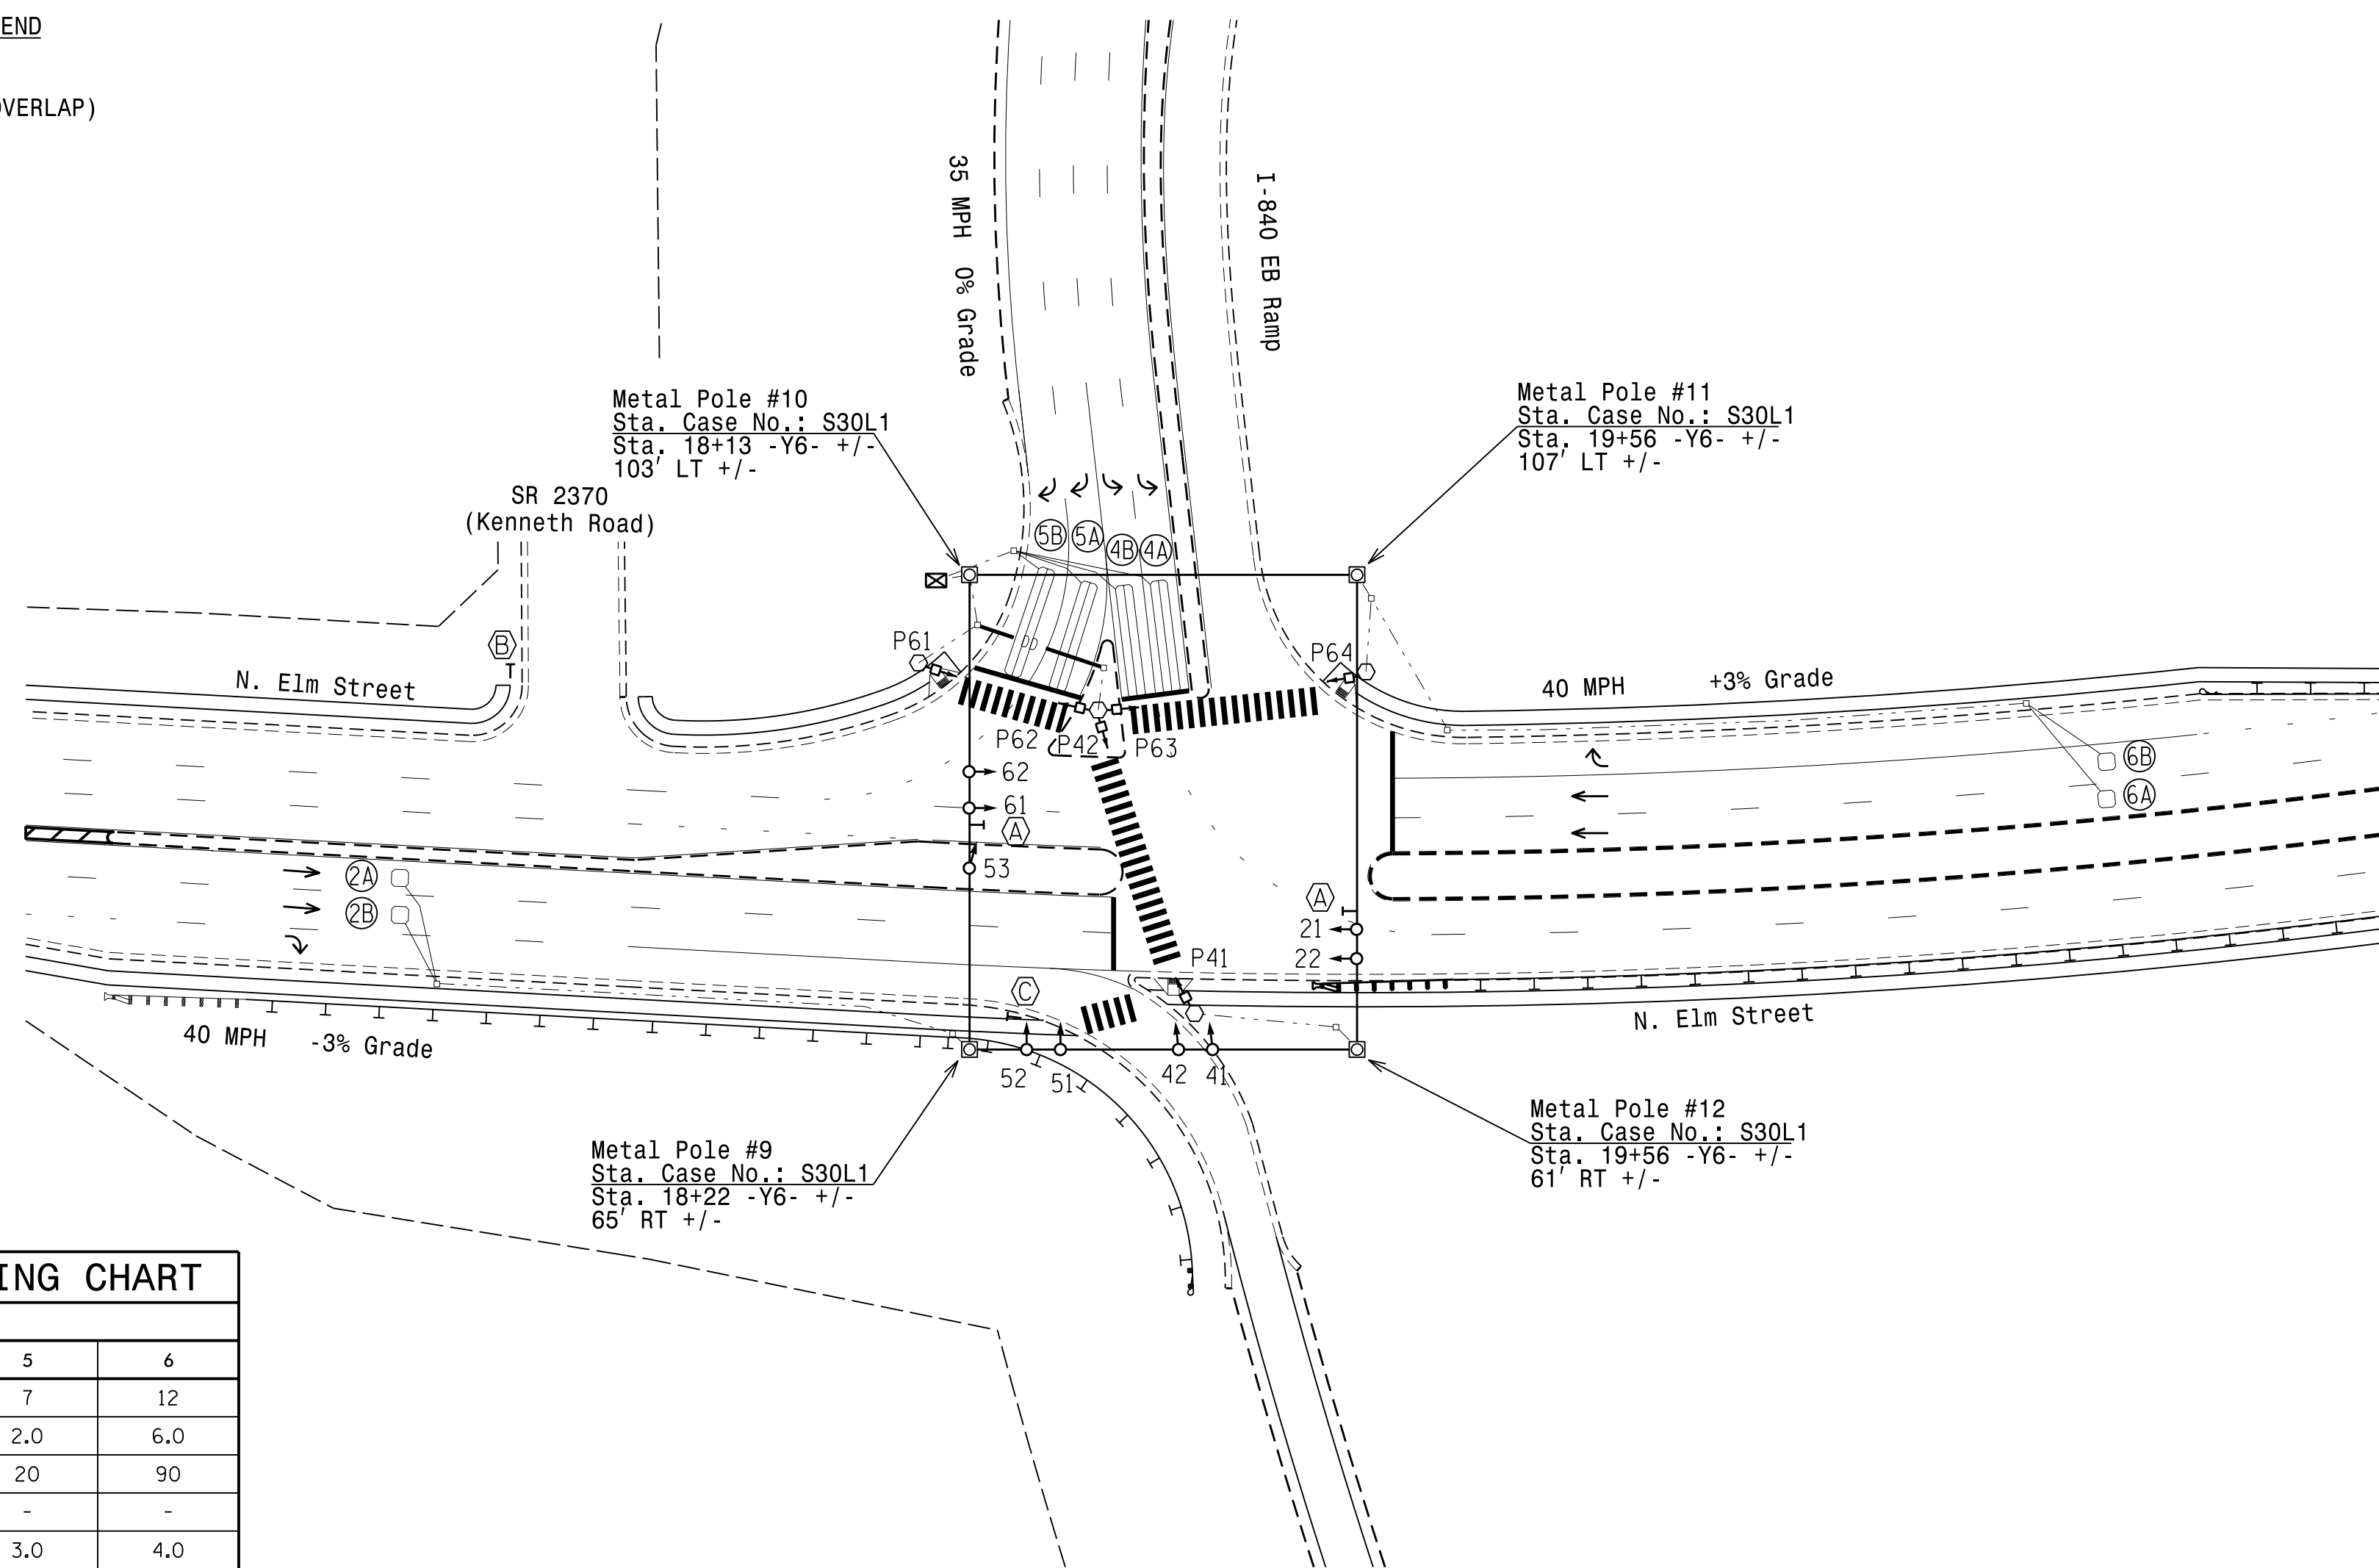 END
OVERLAP)
35 MPH 0% Grade
I-840 EB Ramp
Metal Pole #10
Sta. Case No.: S30L1
Sta. 18+13 -Y6- +/-
103' LT +/-
Metal Pole #11
Sta. Case No.: S30L1
Sta. 19+56 -Y6- +/-
107' LT +/-
SR 2370
(Kenneth Road)
5B
5A
4B
4A
B
P61
P64
N. Elm Street
40 MPH +3% Grade
P62
P42
P63
62
6B
61
6A
A
53
2A
2B
A
21
22
P41
C
N. Elm Street
40 MPH -3% Grade
52
51
42
41
Metal Pole #9
Sta. Case No.: S30L1
Sta. 18+22 -Y6- +/-
65' RT +/-
Metal Pole #12
Sta. Case No.: S30L1
Sta. 19+56 -Y6- +/-
61' RT +/-
ING CHART
5 6
7 12
2.0 6.0
20 90
- -
3.0 4.0